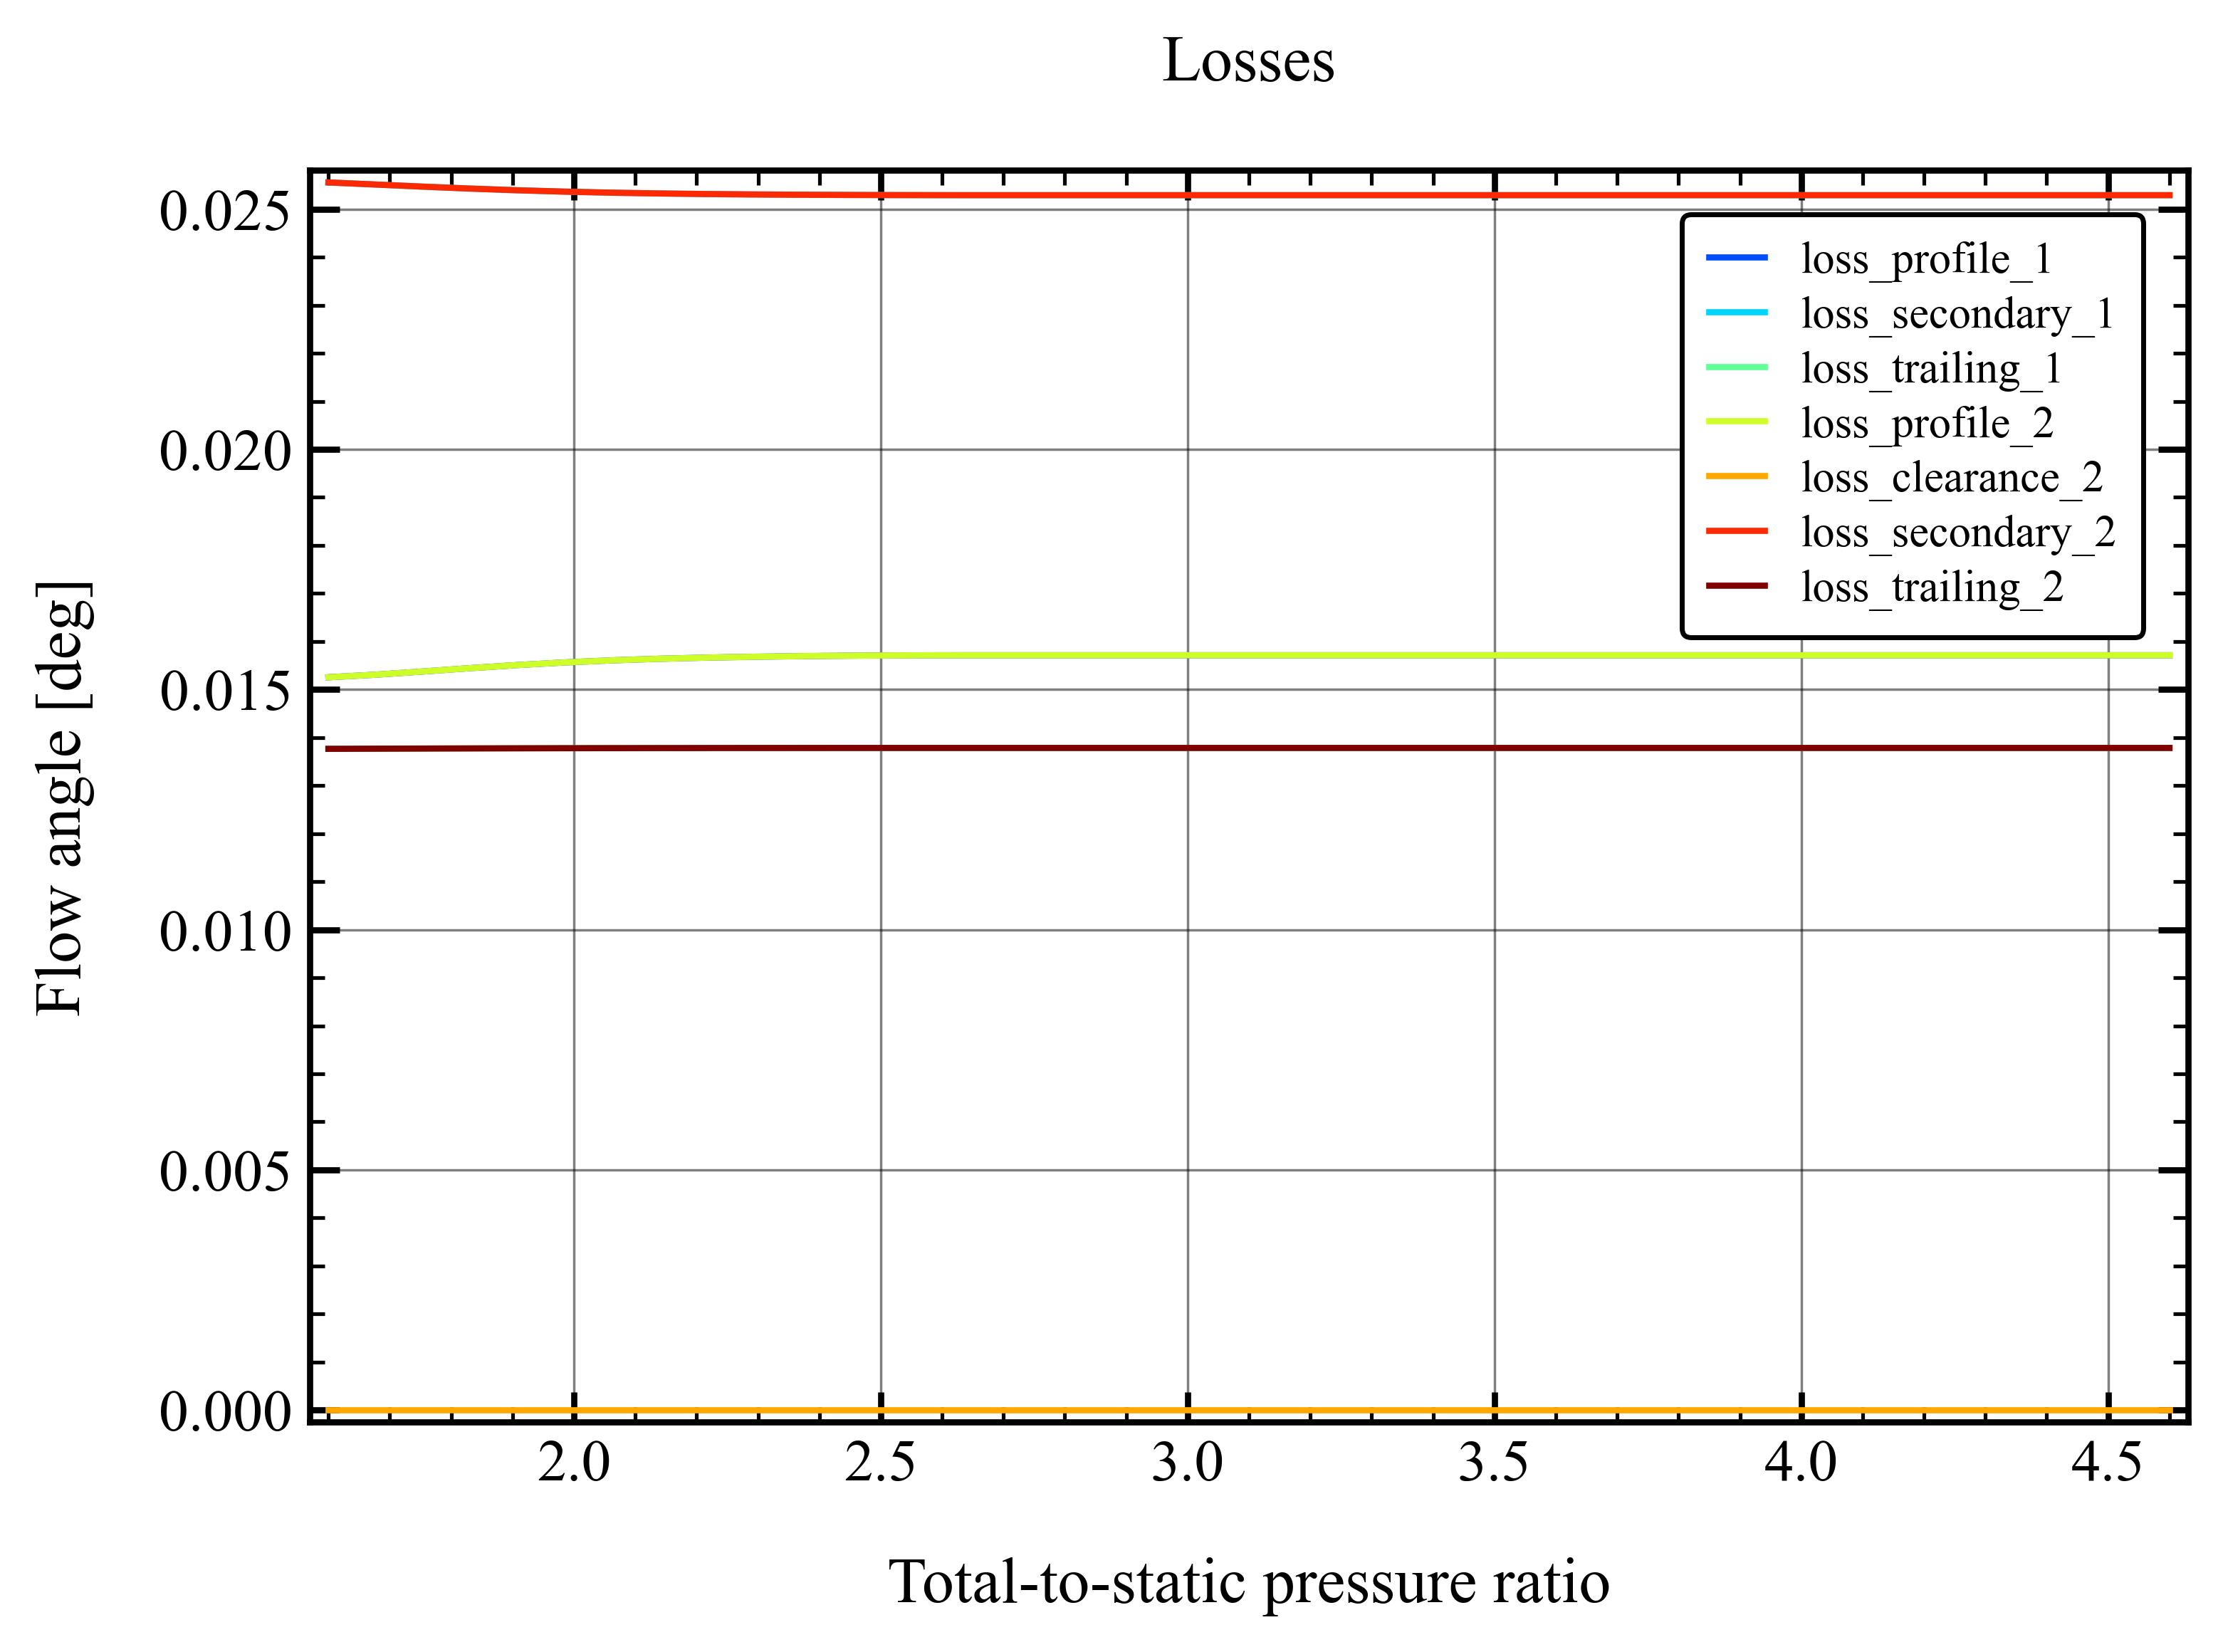 Losses
0.025
0.020
0.015
0.010
0.005
0.000
Flow angle [deg]
loss_profile_1
loss_secondary_1
loss_trailing_1
loss_profile_2
loss_clearance_2
loss_secondary_2
loss_trailing_2
2.0 2.5 3.0 3.5 4.0 4.5
Total-to-static pressure ratio